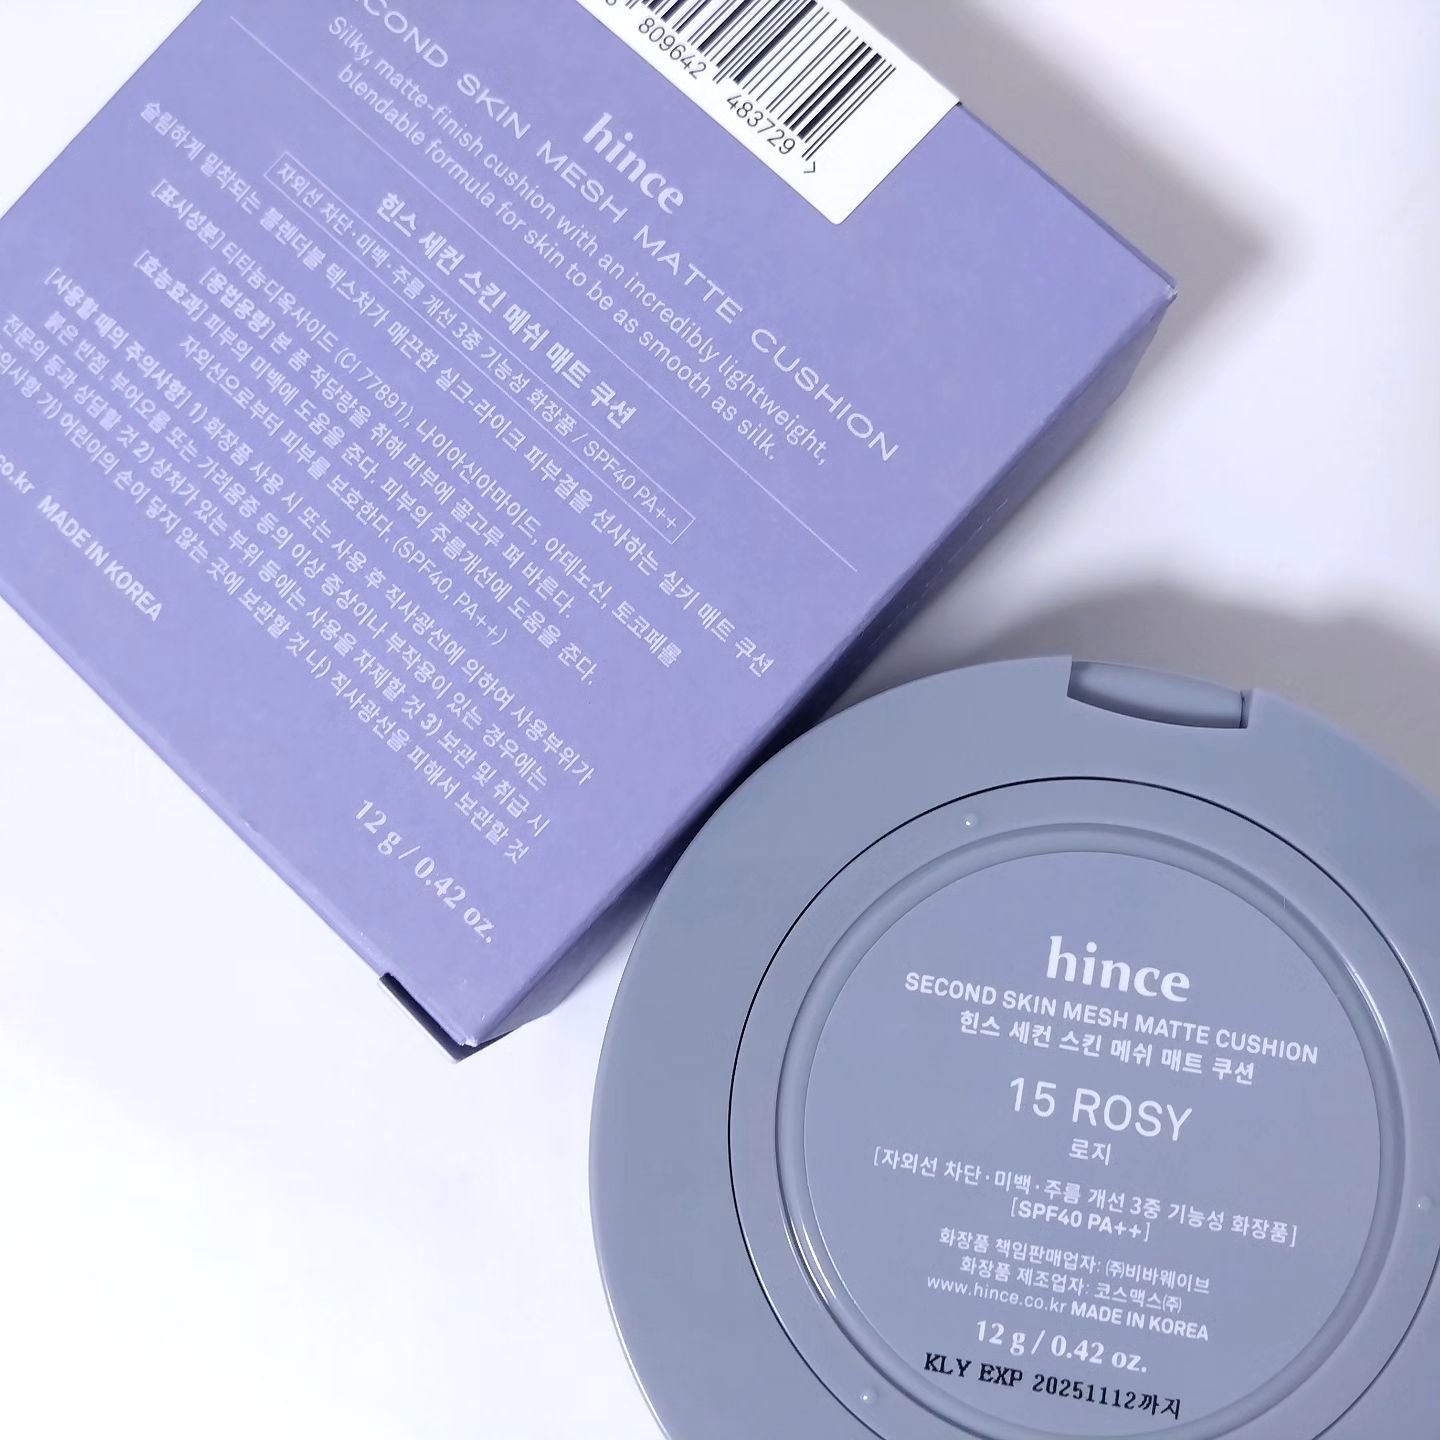 809642 483729
hince
SECOND SKIN MESH MATTE CUSHION
Silky, matte-finish cushion with an incredibly lightweight,
blendable formula for skin to be as smooth as silk.
힌스 세컨 스킨 메쉬 매트 쿠션
자외선 차단·미백·주름 개선 3중 기능성 화장품 / SPF40 PA++
슬림하게 밀착되는 블렌더블 텍스처가 매끈한 실크-라이크 피부결을 선사하는 실키 매트 쿠션
[표시성분] 티타늄디옥사이드 (CI 77891), 나이아신아마이드, 아데노신, 토코페롤
[용법용량] 본 품 적당량을 취해 피부에 골고루 펴 바른다.
[효능효과] 피부의 미백에 도움을 준다. 피부의 주름개선에 도움을 준다.
자외선으로부터 피부를 보호한다. (SPF40, PA++)
[사용할 때의 주의사항] 1) 화장품 사용 시 또는 사용 후 직사광선에 의하여 사용부위가
붉은 반점, 부어오름 또는 가려움증 등의 이상 증상이나 부작용이 있는 경우에는
전문의 등과 상담할 것 2) 상처가 있는 부위 등에는 사용을 자제할 것 3) 보관 및 취급 시
의사항 가) 어린이의 손이 닿지 않는 곳에 보관할 것 나) 직사광선을 피해서 보관할 것
co.kr MADE IN KOREA
12 g / 0.42 oz.
hince
SECOND SKIN MESH MATTE CUSHION
힌스 세컨 스킨 메쉬 매트 쿠션
15 ROSY
로지
[자외선 차단·미백·주름 개선 3중 기능성 화장품]
[SPF40 PA++]
화장품 책임판매업자: ㈜비바웨이브
화장품 제조업자: 코스맥스㈜
www.hince.co.kr MADE IN KOREA
12 g / 0.42 oz.
KLY EXP 20251112까지